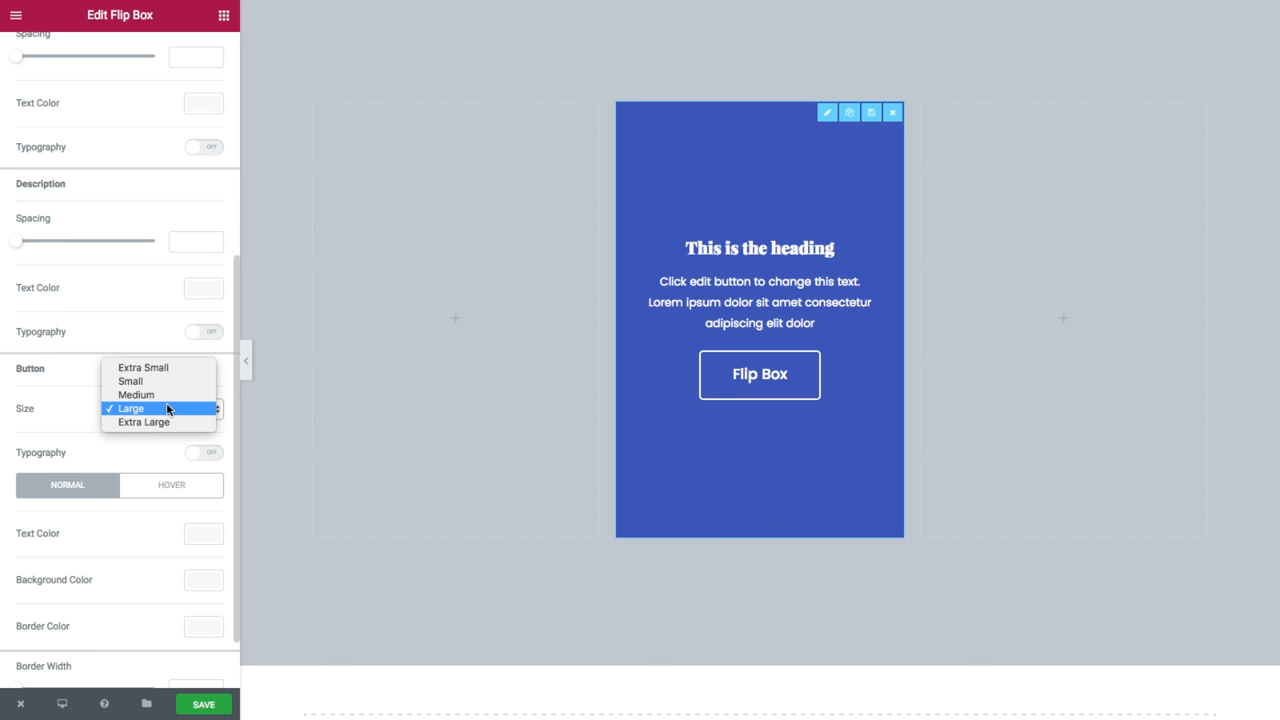 Edit Flip Box
Spacing
Text Color
Typography
OFF
Description
Spacing
Text Color
Typography
OFF
Button
Extra Small
Small
Medium
Size
✓ Large
Extra Large
Typography
OFF
NORMAL
HOVER
Text Color
Background Color
Border Color
Border Width
SAVE
This is the heading
Click edit button to change this text.
Lorem ipsum dolor sit amet consectetur
adipiscing elit dolor
Flip Box